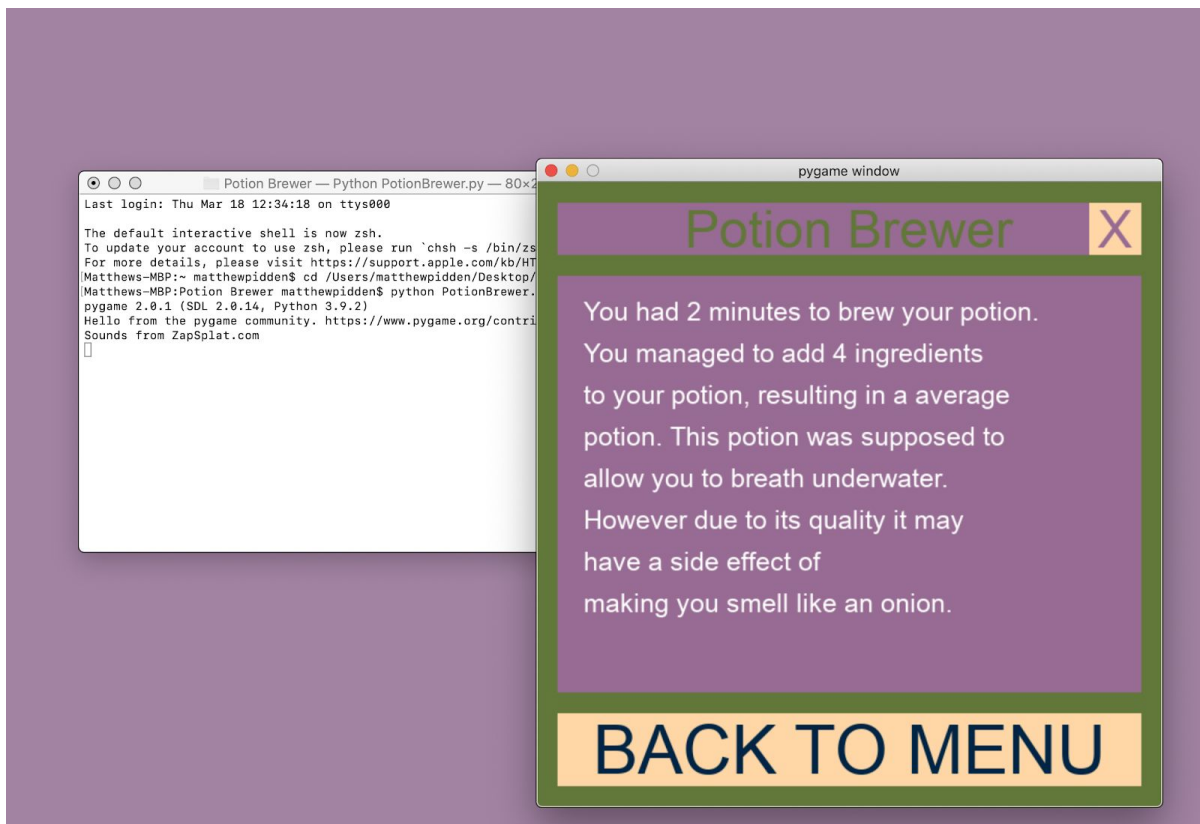 Potion Brewer — Python PotionBrewer.py — 80×2
Last login: Thu Mar 18 12:34:18 on ttys000
The default interactive shell is now zsh.
To update your account to use zsh, please run `chsh -s /bin/zs
For more details, please visit https://support.apple.com/kb/HT
[Matthews-MBP:~ matthewpidden$ cd /Users/matthewpidden/Desktop/
[Matthews-MBP:Potion Brewer matthewpidden$ python PotionBrewer.
pygame 2.0.1 (SDL 2.0.14, Python 3.9.2)
Hello from the pygame community. https://www.pygame.org/contri
Sounds from ZapSplat.com
pygame window
Potion Brewer X
You had 2 minutes to brew your potion.
You managed to add 4 ingredients
to your potion, resulting in a average
potion. This potion was supposed to
allow you to breath underwater.
However due to its quality it may
have a side effect of
making you smell like an onion.
BACK TO MENU